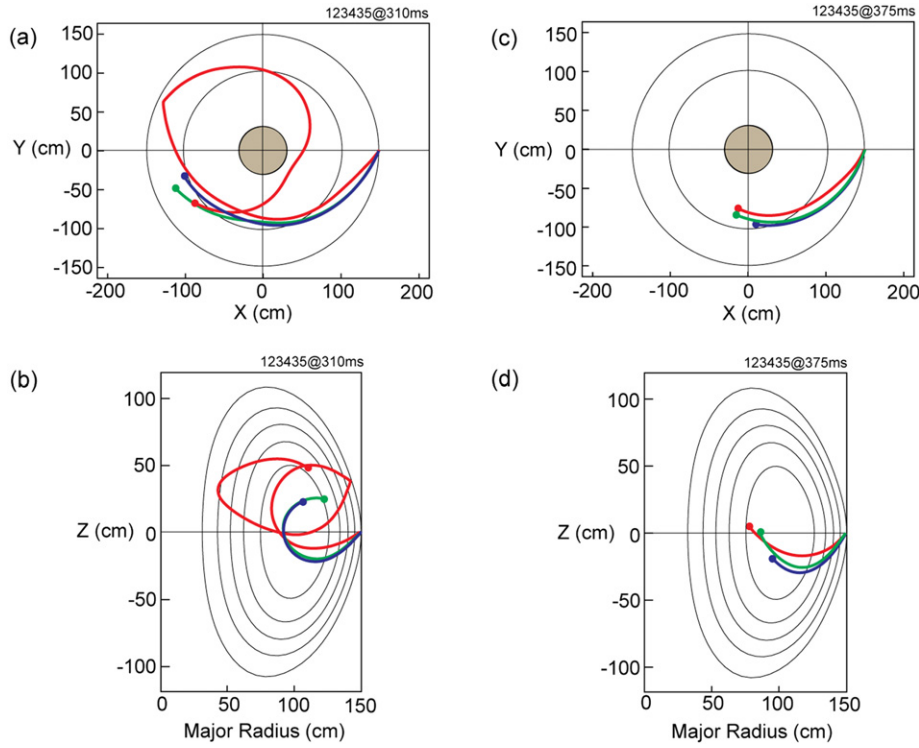 123435@310ms
(a)
150
100
50
Y (cm) 0
-50
-100
-150
-200 -100 0 100 200
X (cm)
123435@375ms
(c)
150
100
50
Y (cm) 0
-50
-100
-150
-200 -100 0 100 200
X (cm)
123435@310ms
(b)
100
50
Z (cm) 0
-50
-100
0 50 100 150
Major Radius (cm)
123435@375ms
(d)
100
50
Z (cm) 0
-50
-100
0 50 100 150
Major Radius (cm)